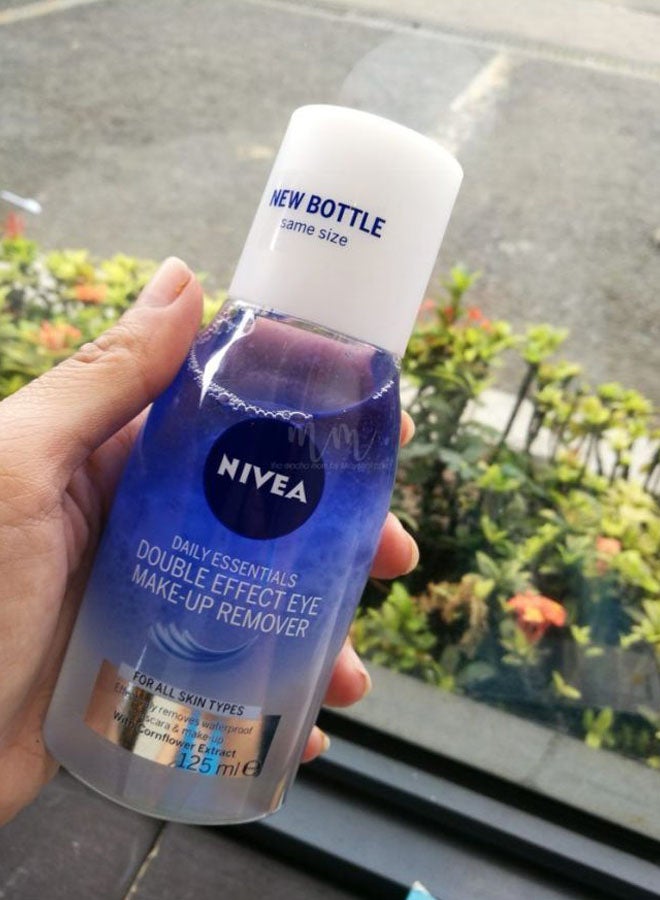 NEW BOTTLE
same size
mm
NIVEA
DAILY ESSENTIALS
DOUBLE EFFECT EYE
MAKE-UP REMOVER
FOR ALL SKIN TYPES
removes waterproof
mascara & make-up
With Cornflower Extract
125 ml ℮